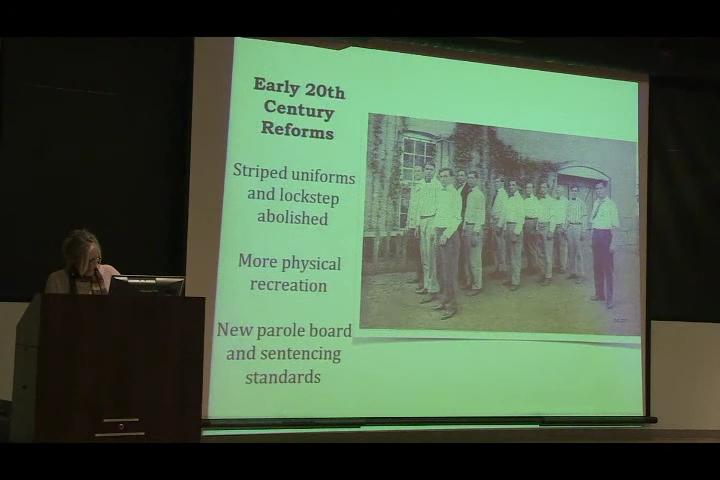 Early 20th
Century
Reforms
Striped uniforms
and lockstep
abolished
More physical
recreation
New parole board
and sentencing
standards